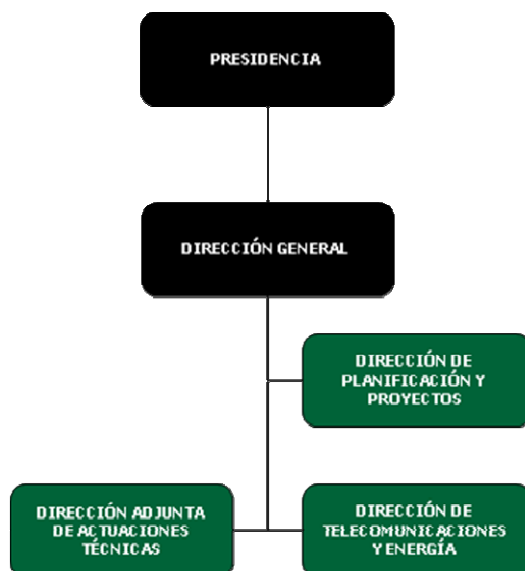 PRESIDENCIA
DIRECCIÓN GENERAL
DIRECCIÓN DE
PLANIFICACIÓN Y
PROYECTOS
DIRECCIÓN ADJUNTA
DE ACTUACIONES
TÉCNICAS
DIRECCIÓN DE
TELECOMUNICACIONES
Y ENERGÍA